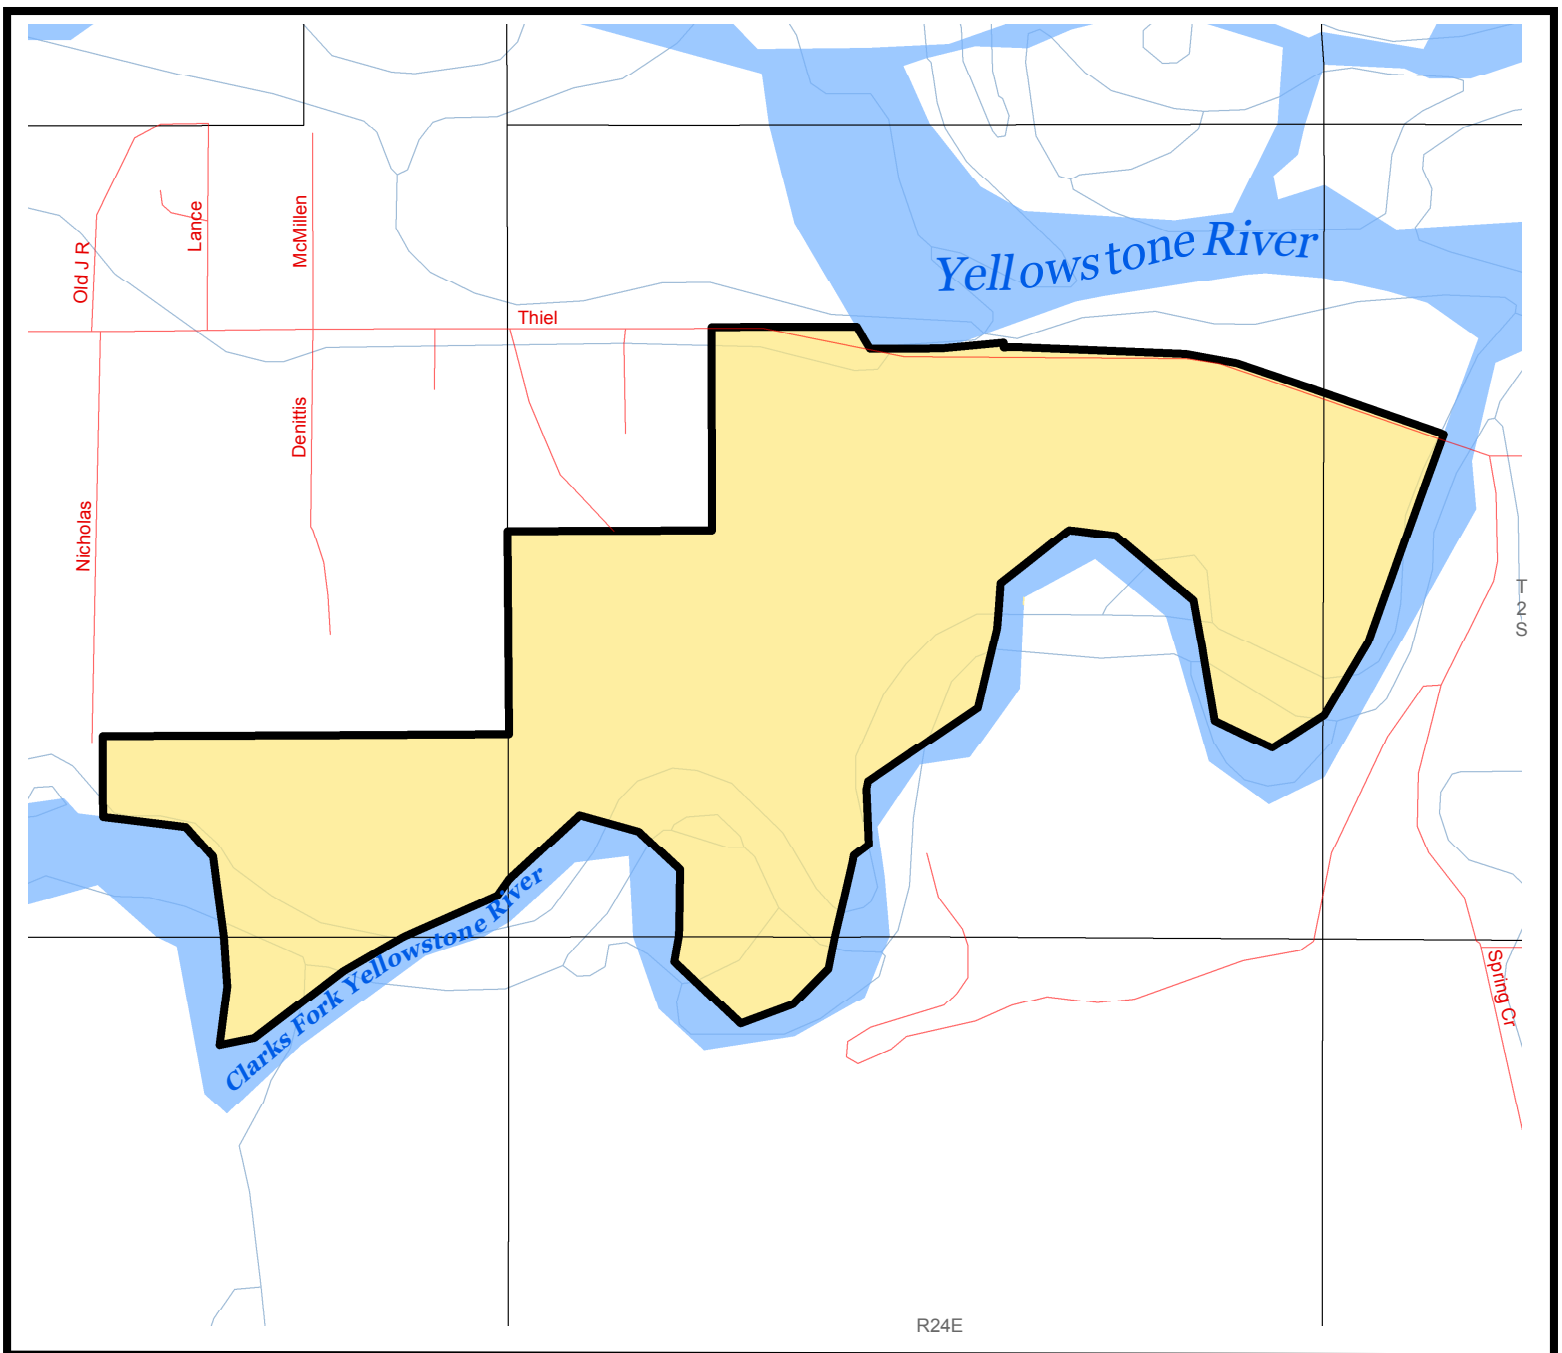 Lance
McMillen
Old J R
Yellowstone River
Thiel
Denittis
Nicholas
T
2
S
Clarks Fork Yellowstone River
Spring Cr
R24E